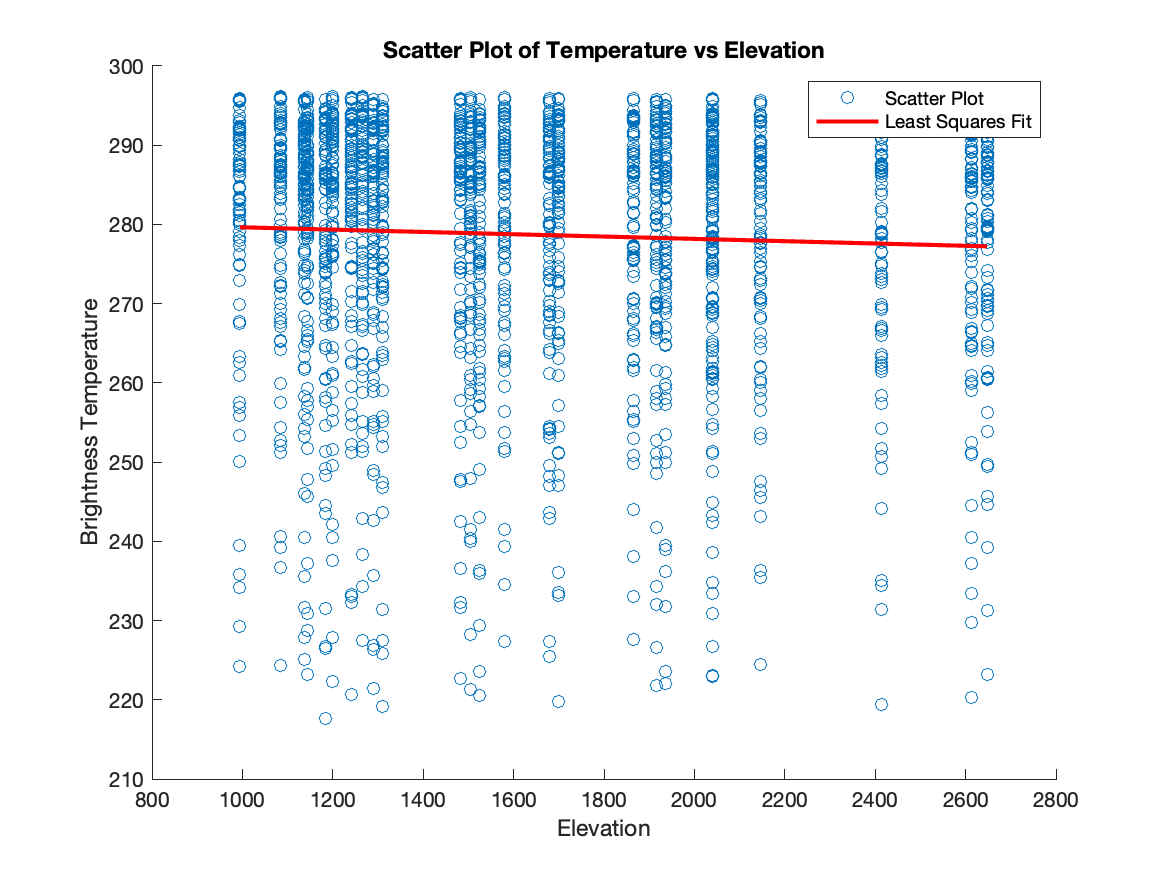 Scatter Plot of Temperature vs Elevation
300
290
280
270
260
250
240
230
220
210
Brightness Temperature
Scatter Plot
Least Squares Fit
800 1000 1200 1400 1600 1800 2000 2200 2400 2600 2800
Elevation